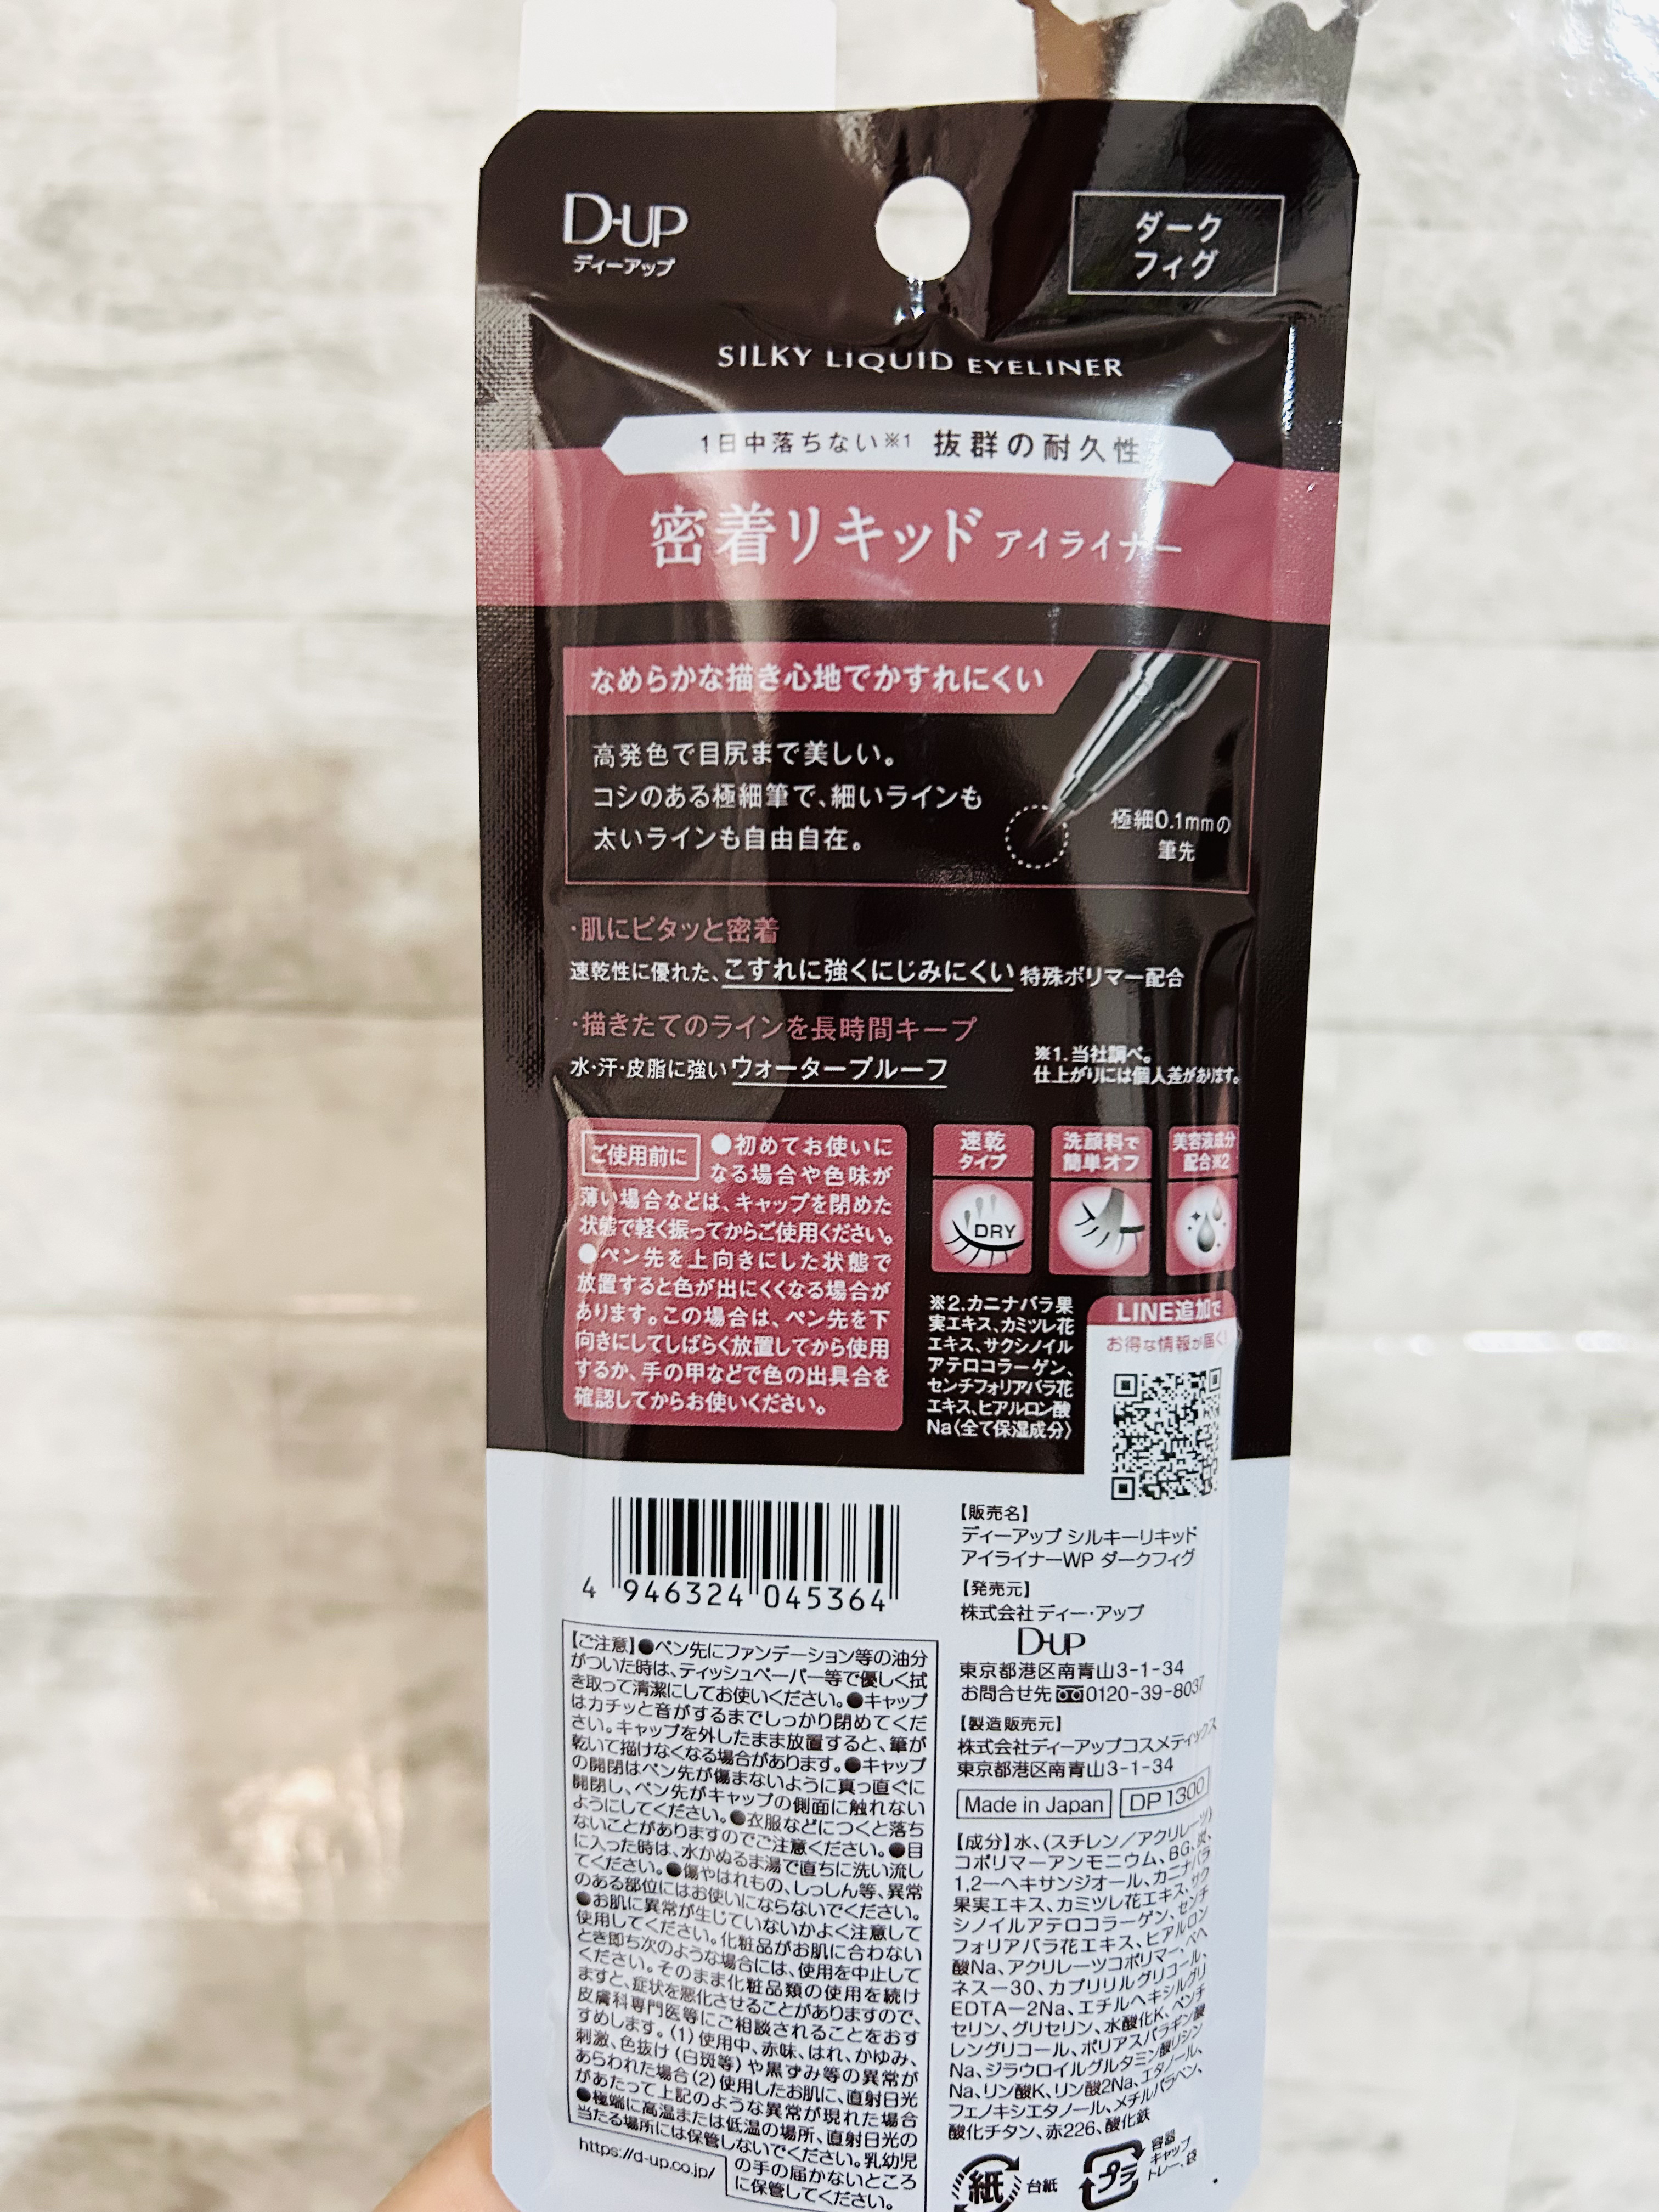 D-UP
ディーアップ
ダーク
フィグ
SILKY LIQUID EYELINER
1日中落ちない※1 抜群の耐久性
密着リキッド アイライナー
なめらかな描き心地でかすれにくい
高発色で目尻まで美しい。
コシのある極細筆で、細いラインも
太いラインも自由自在。
極細0.1mmの
筆先
・肌にピタッと密着
速乾性に優れた、こすれに強くにじみにくい 特殊ポリマー配合
・描きたてのラインを長時間キープ
水・汗・皮脂に強い ウォータープルーフ
※1.当社調べ。
仕上がりには個人差があります。
ご使用前に ●初めてお使いに
なる場合や色味が
薄い場合などは、キャップを閉めた
状態で軽く振ってからご使用ください。
●ペン先を上向きにした状態で
放置すると色が出にくくなる場合が
あります。この場合は、ペン先を下
向きにしてしばらく放置してから使用
するか、手の甲などで色の出具合を
確認してからお使いください。
速乾
タイプ
DRY
洗顔料で
簡単オフ
美容液成分
配合※2
※2.カニナバラ果
実エキス、カミツレ花
エキス、サクシノイル
アテロコラーゲン、
センチフォリアバラ花
エキス、ヒアルロン酸
Na〈全て保湿成分〉
LINE追加で
お得な情報が届く!
4 946324 045364
【販売名】
ディーアップ シルキーリキッド
アイライナーWP ダークフィグ
【発売元】
株式会社ディー・アップ
D-UP
東京都港区南青山3-1-34
お問合せ先 0120-39-8037
【製造販売元】
株式会社ディーアップコスメティックス
東京都港区南青山3-1-34
Made in Japan DP1300
【ご注意】●ペン先にファンデーション等の油分
がついた時は、ティッシュペーパー等で優しく拭
き取って清潔にしてお使いください。●キャップ
はカチッと音がするまでしっかり閉めてくだ
さい。キャップを外したまま放置すると、筆が
乾いて描けなくなる場合があります。●キャップ
の開閉はペン先が傷まないように真っ直ぐに
開閉し、ペン先がキャップの側面に触れない
ようにしてください。●衣服などにつくと落ち
ないことがありますのでご注意ください。●目
に入った時は、水かぬるま湯で直ちに洗い流し
てください。●傷やはれもの、しっしん等、異常
のある部位にはお使いにならないでください。
●お肌に異常が生じていないかよく注意して
使用してください。化粧品がお肌に合わない
とき即ち次のような場合には、使用を中止して
ください。そのまま化粧品類の使用を続け
ますと、症状を悪化させることがありますので、
皮膚科専門医等にご相談されることをおす
すめします。(1)使用中、赤味、はれ、かゆみ、
刺激、色抜け(白斑等)や黒ずみ等の異常が
あらわれた場合(2)使用したお肌に、直射日光
があたって上記のような異常が現れた場合
●極端に高温または低温の場所、直射日光の
当たる場所には保管しないでください。乳幼児
の手の届かないところ
に保管してください。
https://d-up.co.jp/
【成分】水、(スチレン/アクリレーツ)
コポリマーアンモニウム、BG、炭、
1,2-ヘキサンジオール、カニナバラ
果実エキス、カミツレ花エキス、サク
シノイルアテロコラーゲン、センチ
フォリアバラ花エキス、ヒアルロン
酸Na、アクリレーツコポリマー、ベヘ
ネス-30、カプリリルグリコール、
EDTA-2Na、エチルヘキシルグリ
セリン、グリセリン、水酸化K、ペンチ
レングリコール、ポリアスパラギン酸
Na、ジラウロイルグルタミン酸リシン
Na、リン酸K、リン酸2Na、エタノール、
フェノキシエタノール、メチルパラベン、
酸化チタン、赤226、酸化鉄
紙 台紙
プラ 容器
キャップ
トレー、袋